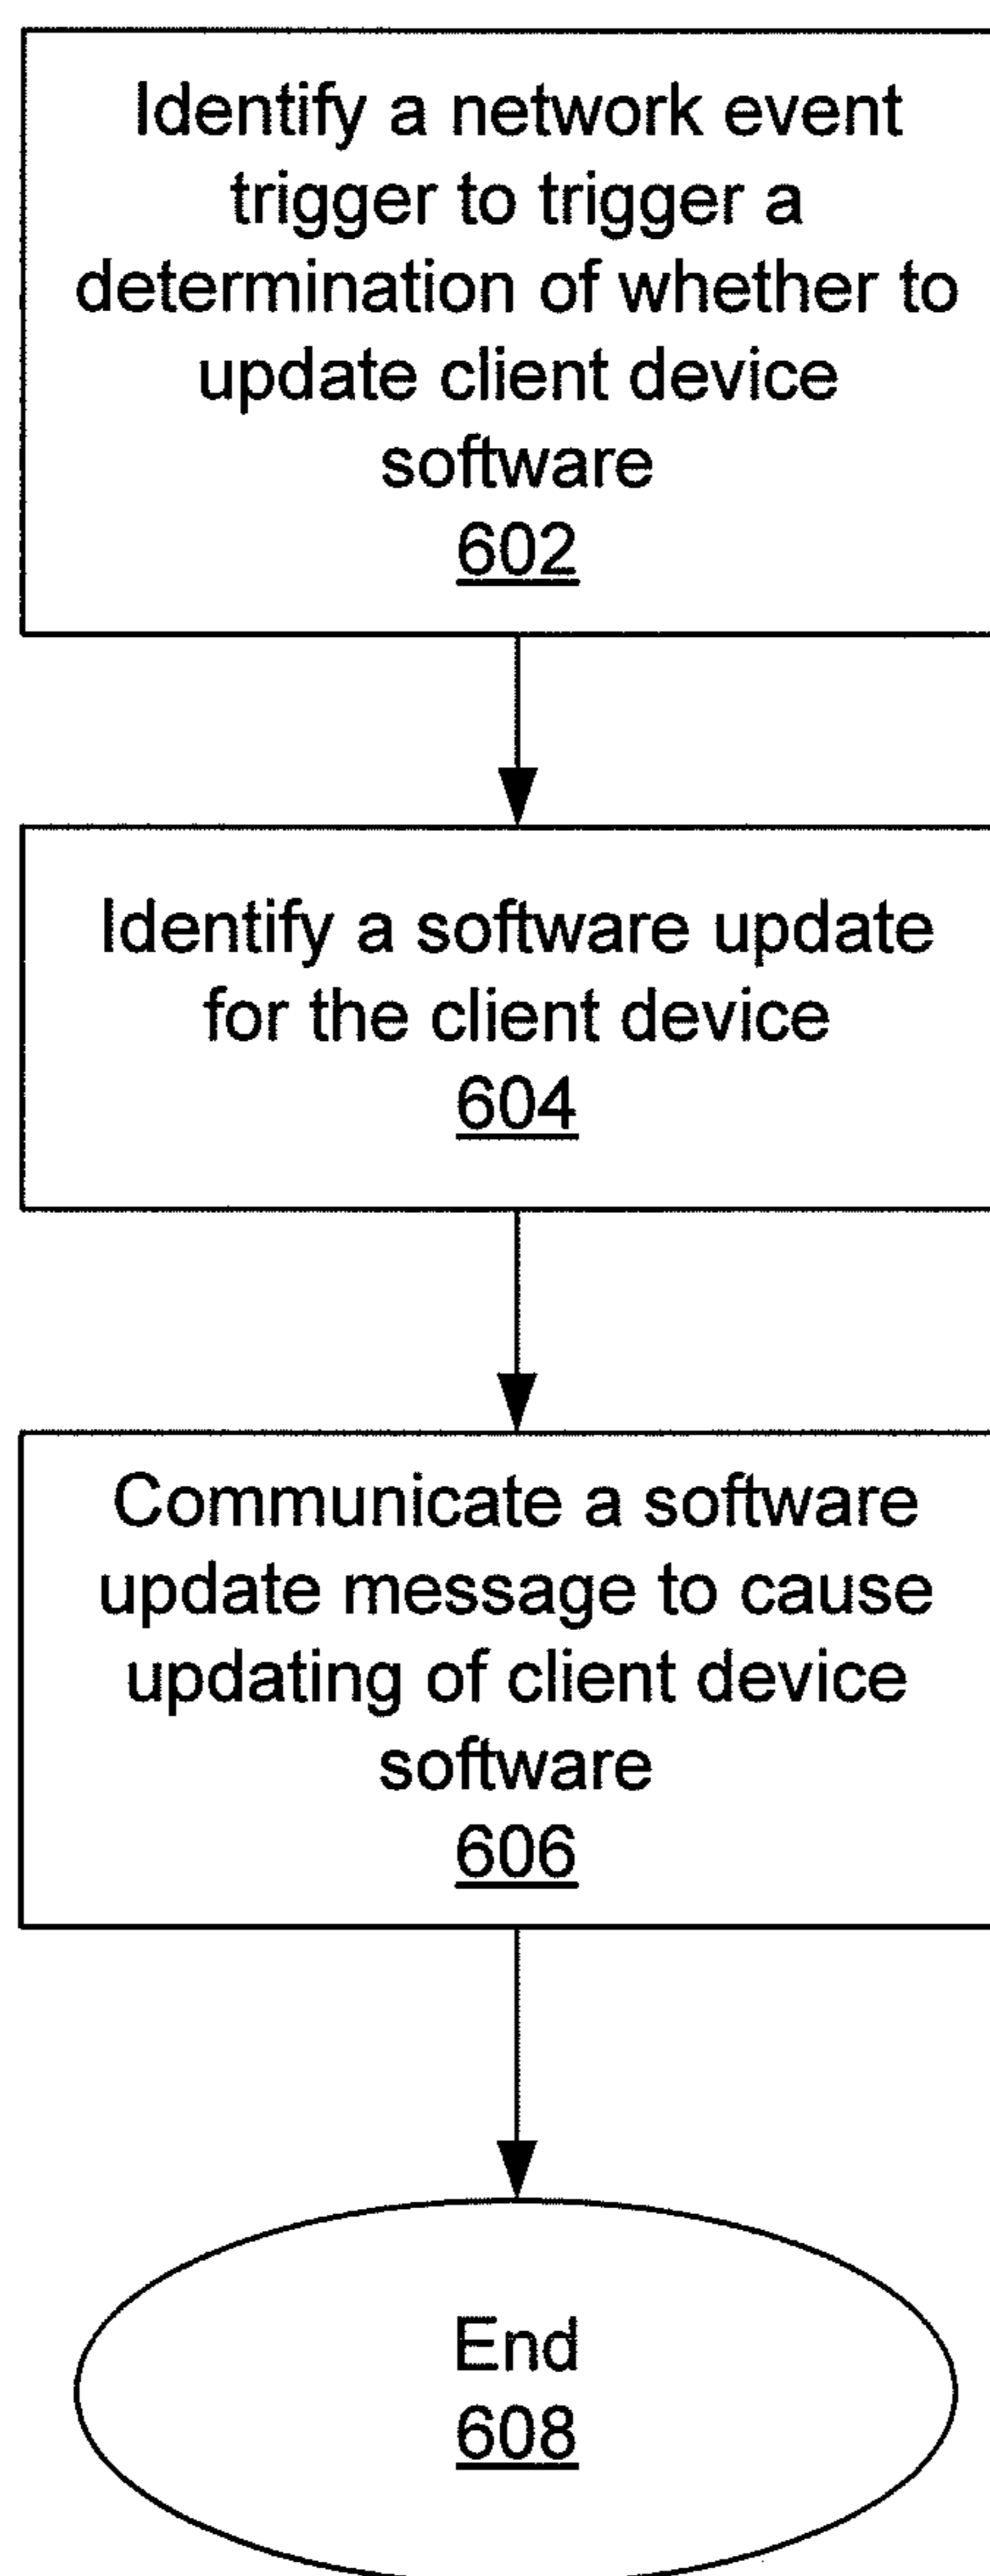 Identify a network event
trigger to trigger a
determination of whether to
update client device
software
602
Identify a software update
for the client device
604
Communicate a software
update message to cause
updating of client device
software
606
End
608